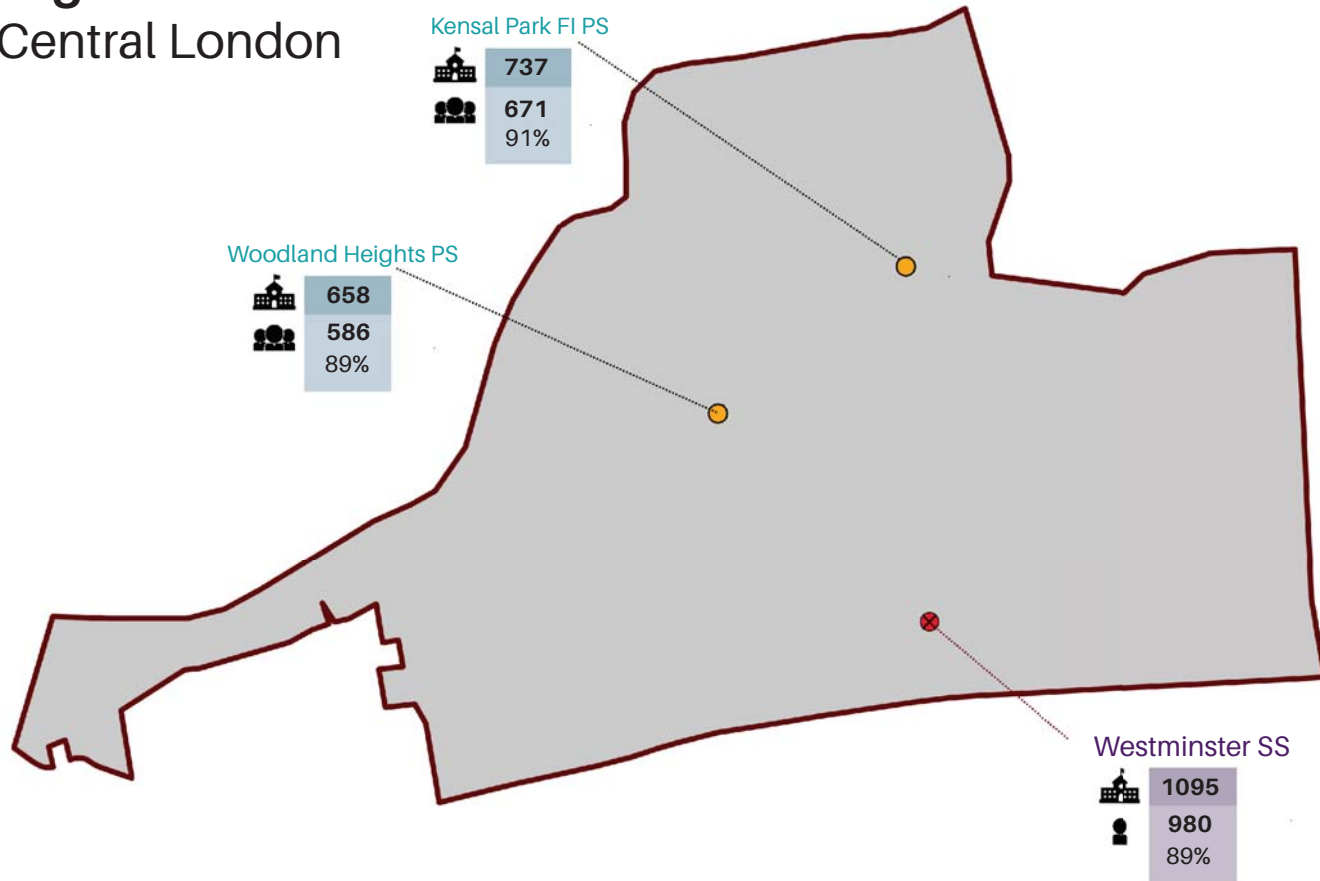 Central London
Kensal Park FI PS
737
671
91%
Woodland Heights PS
658
586
89%
Westminster SS
1095
980
89%